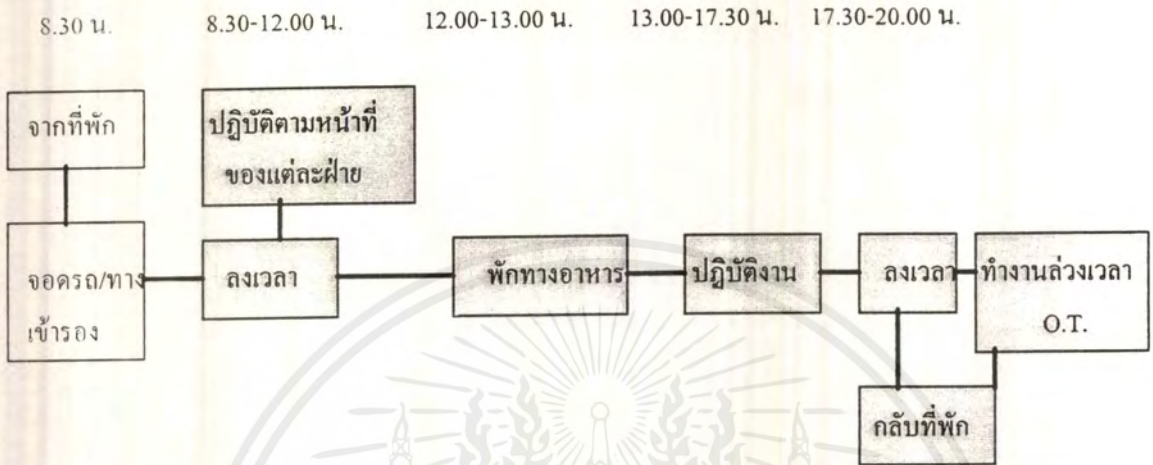 8.30 น. 8.30-12.00 น. 12.00-13.00 น. 13.00-17.30 น. 17.30-20.00 น.
จากที่พัก
ปฏิบัติตามหน้าที่
ของแต่ละฝ่าย
จอดรถ/ทาง
เข้ารอง
ลงเวลา
พักทางอาหาร
ปฏิบัติงาน
ลงเวลา
ทำงานล่วงเวลา
O.T.
กลับที่พัก